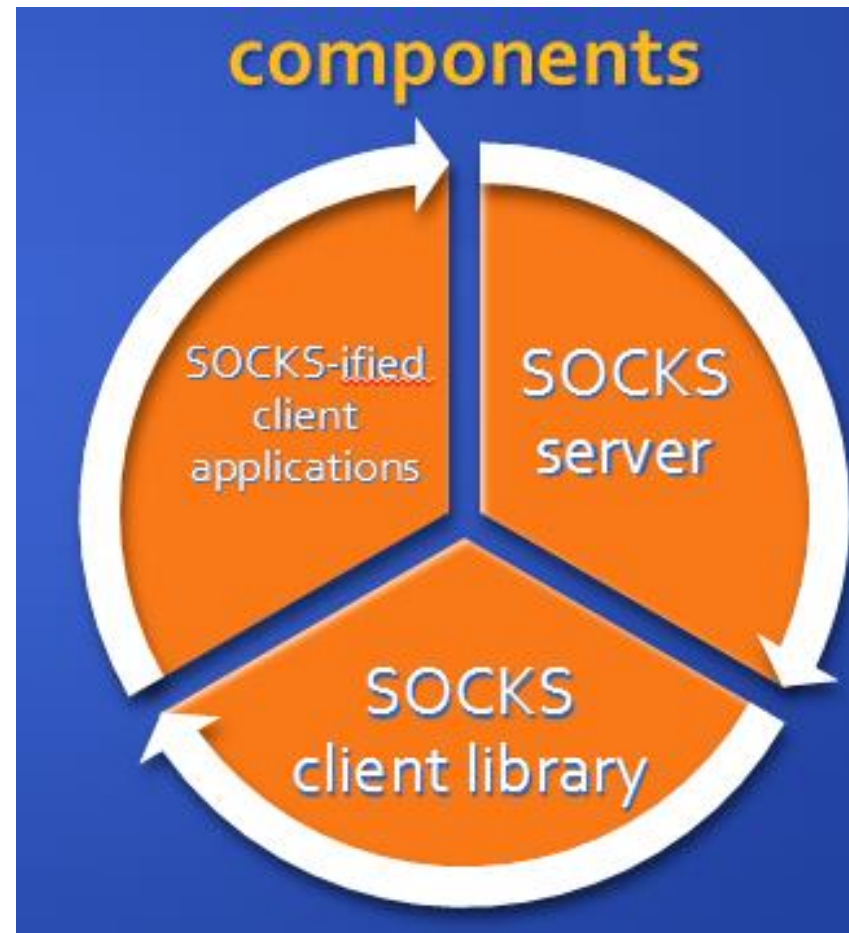 components
SOCKS-ified
client
applications
SOCKS
server
SOCKS
client library